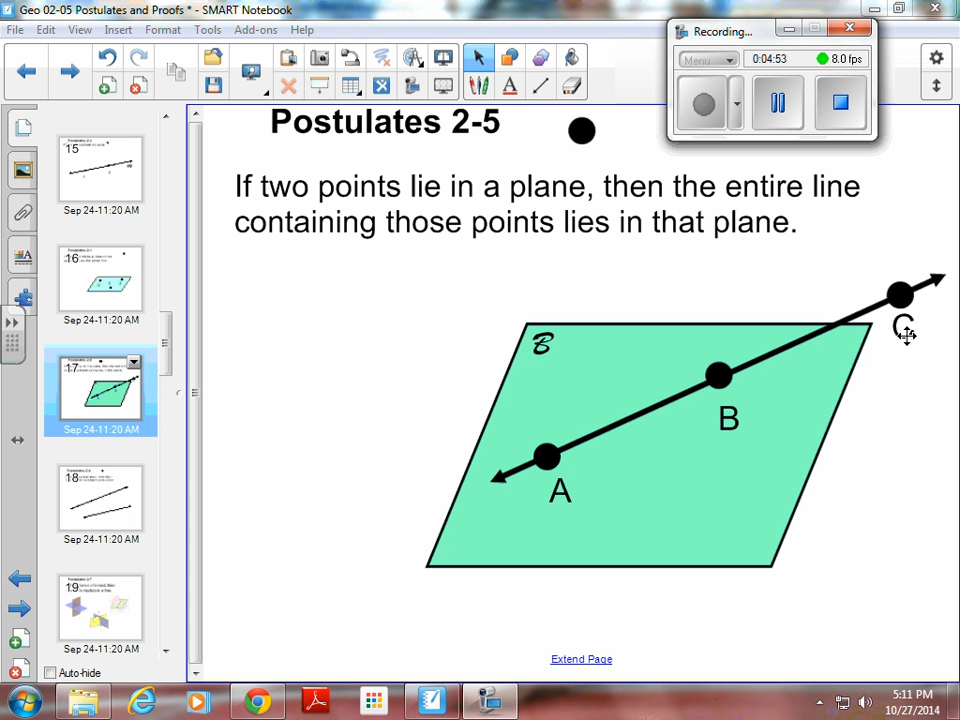 Geo 02-05 Postulates and Proofs * - SMART Notebook
File Edit View Insert Format Tools Add-ons Help
Recording...
Menu 0:04:53 8.0 fps
Postulates 2-5
If two points lie in a plane, then the entire line
containing those points lies in that plane.
B
A
B
C
15
Sep 24-11:20 AM
16
Sep 24-11:20 AM
17
Sep 24-11:20 AM
18
Sep 24-11:20 AM
19
Sep 24-11:20 AM
Auto-hide
Extend Page
5:11 PM
10/27/2014